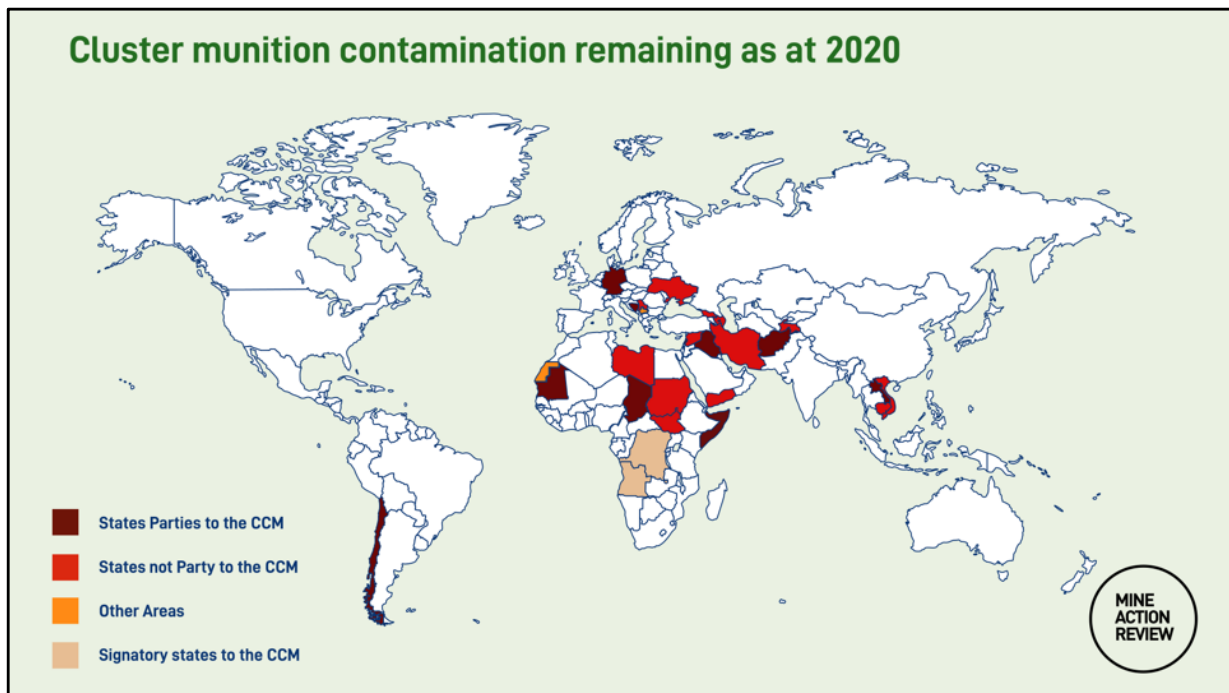 Cluster munition contamination remaining as at 2020
States Parties to the CCM
States not Party to the CCM
Other Areas
Signatory states to the CCM
MINE
ACTION
REVIEW